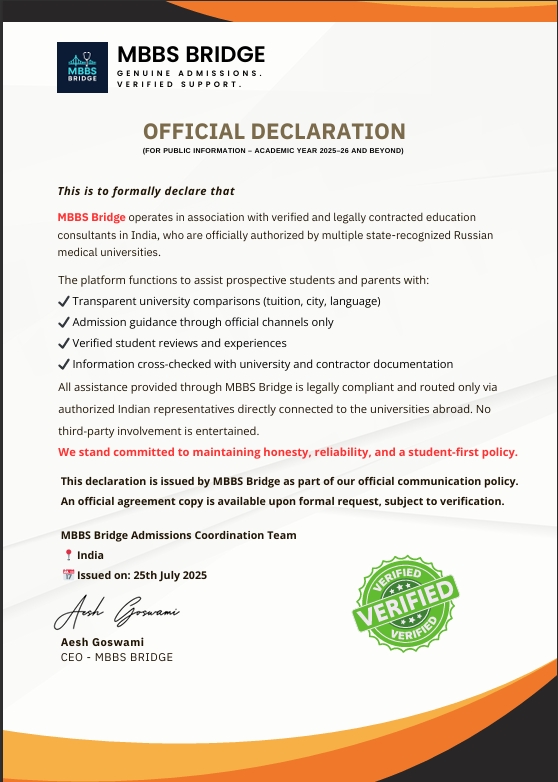 MBBS
BRIDGE
MBBS BRIDGE
GENUINE ADMISSIONS.
VERIFIED SUPPORT.
OFFICIAL DECLARATION
(FOR PUBLIC INFORMATION – ACADEMIC YEAR 2025–26 AND BEYOND)
This is to formally declare that
MBBS Bridge operates in association with verified and legally contracted education
consultants in India, who are officially authorized by multiple state-recognized Russian
medical universities.
The platform functions to assist prospective students and parents with:
✔ Transparent university comparisons (tuition, city, language)
✔ Admission guidance through official channels only
✔ Verified student reviews and experiences
✔ Information cross-checked with university and contractor documentation
All assistance provided through MBBS Bridge is legally compliant and routed only via
authorized Indian representatives directly connected to the universities abroad. No
third-party involvement is entertained.
We stand committed to maintaining honesty, reliability, and a student-first policy.
This declaration is issued by MBBS Bridge as part of our official communication policy.
An official agreement copy is available upon formal request, subject to verification.
MBBS Bridge Admissions Coordination Team
📍 India
📅 Issued on: 25th July 2025
Aesh Goswami
Aesh Goswami
CEO - MBBS BRIDGE
VERIFIED
VERIFIED
VERIFIED